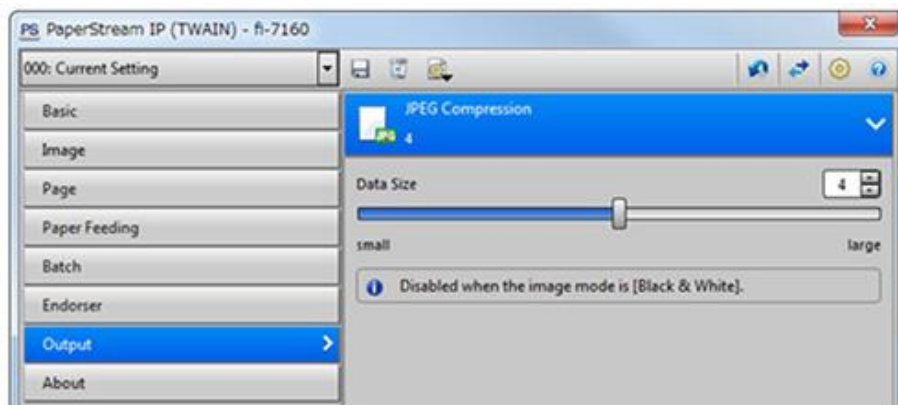 PS PaperStream IP (TWAIN) - fi-7160
000: Current Setting
Basic
Image
Page
Paper Feeding
Batch
Endorser
Output
About
JPEG Compression
JPG 4
Data Size 4
small large
Disabled when the image mode is [Black & White].